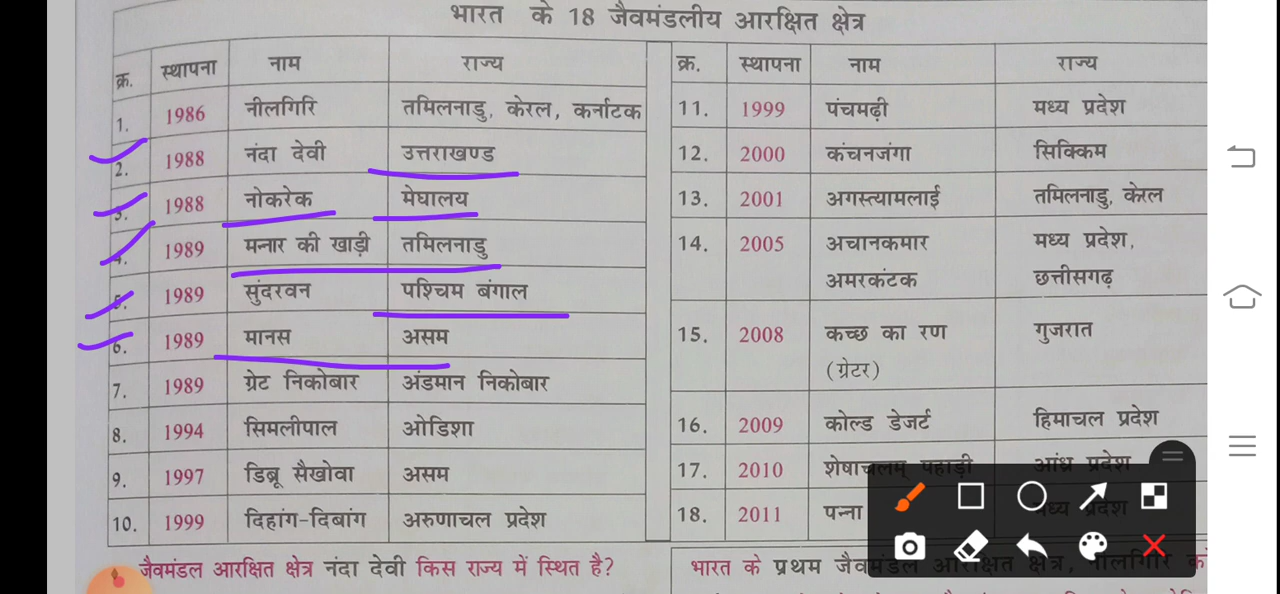 भारत के 18 जैवमंडलीय आरक्षित क्षेत्र
क्र. स्थापना नाम राज्य
1. 1986 नीलगिरि तमिलनाडु, केरल, कर्नाटक
2. 1988 नंदा देवी उत्तराखण्ड
3. 1988 नोकरेक मेघालय
4. 1989 मन्नार की खाड़ी तमिलनाडु
5. 1989 सुंदरवन पश्चिम बंगाल
6. 1989 मानस असम
7. 1989 ग्रेट निकोबार अंडमान निकोबार
8. 1994 सिमलीपाल ओडिशा
9. 1997 डिब्रू सैखोवा असम
10. 1999 दिहांग-दिबांग अरुणाचल प्रदेश
क्र. स्थापना नाम राज्य
11. 1999 पंचमढ़ी मध्य प्रदेश
12. 2000 कंचनजंगा सिक्किम
13. 2001 अगस्त्यामलाई तमिलनाडु, केरल
14. 2005 अचानकमार मध्य प्रदेश,
अमरकंटक छत्तीसगढ़
15. 2008 कच्छ का रण गुजरात
(ग्रेटर)
16. 2009 कोल्ड डेजर्ट हिमाचल प्रदेश
17. 2010 शेषाचलम् पहाड़ी आंध्र प्रदेश
18. 2011 पन्ना मध्य प्रदेश
जैवमंडल आरक्षित क्षेत्र नंदा देवी किस राज्य में स्थित है?
भारत के प्रथम जैवमंडल आरक्षित क्षेत्र, नीलगिरि